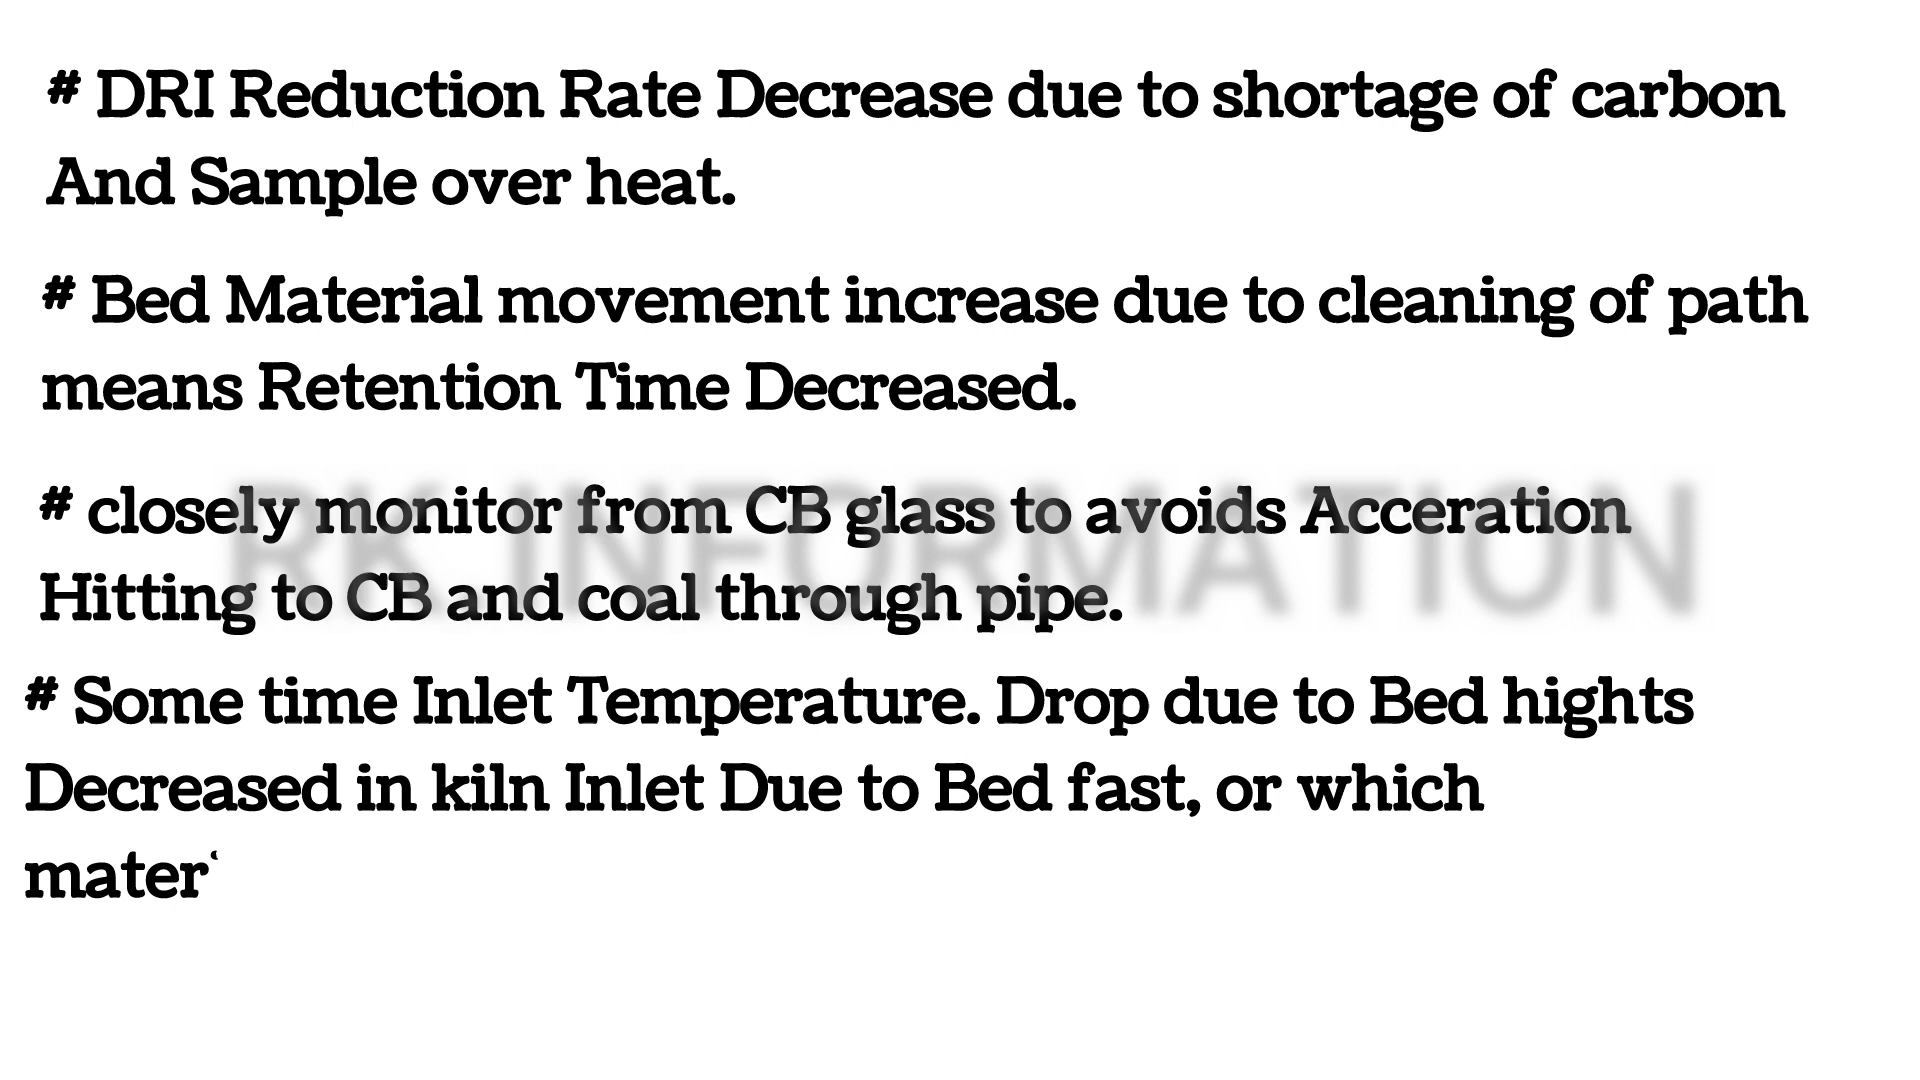 # DRI Reduction Rate Decrease due to shortage of carbon
And Sample over heat.
# Bed Material movement increase due to cleaning of path
means Retention Time Decreased.
RK INFORMATION
# closely monitor from CB glass to avoids Acceration
Hitting to CB and coal through pipe.
# Some time Inlet Temperature. Drop due to Bed hights
Decreased in kiln Inlet Due to Bed fast, or which
mater